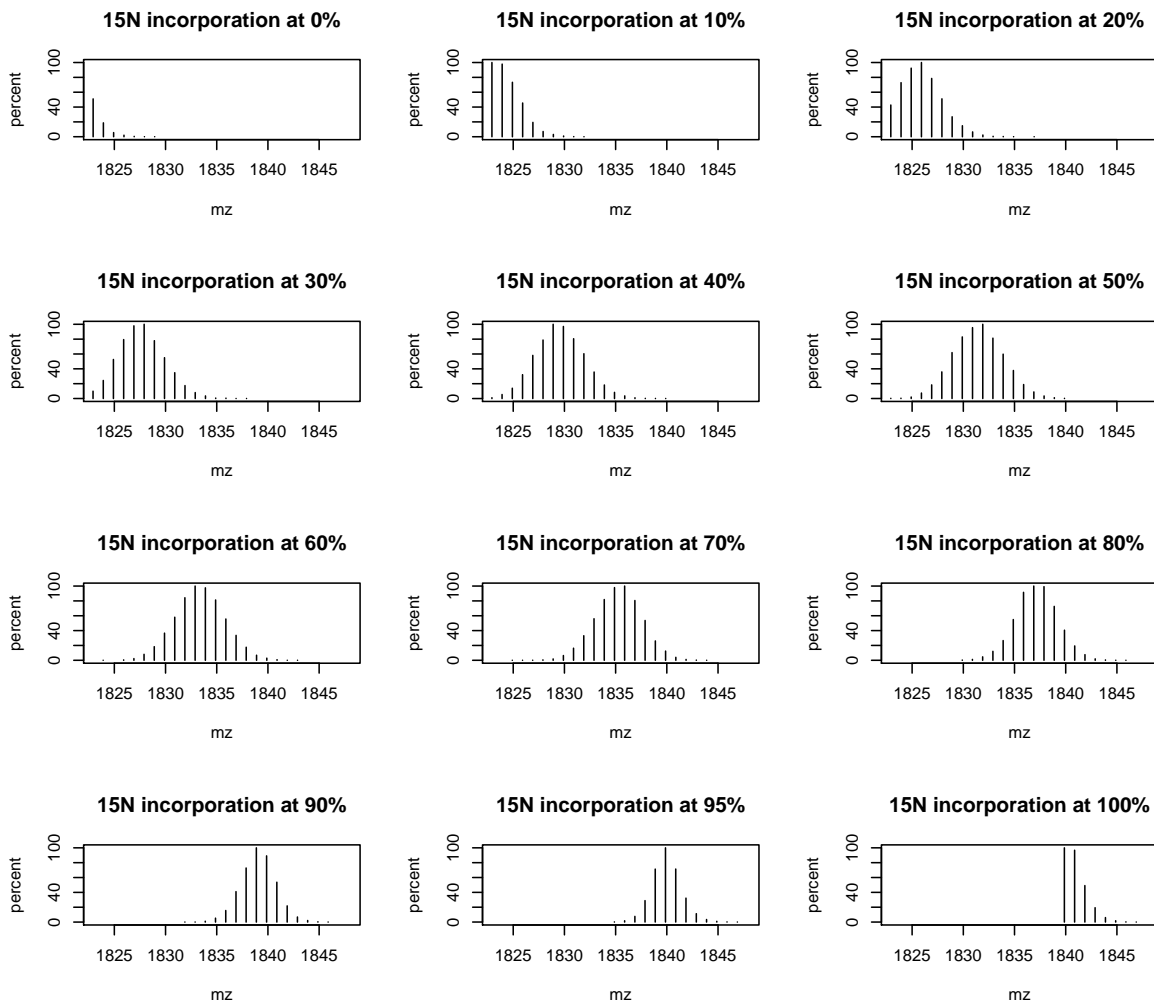 15N incorporation at 0%
percent
0 40 100
1825 1830 1835 1840 1845
mz
15N incorporation at 10%
percent
0 40 100
1825 1830 1835 1840 1845
mz
15N incorporation at 20%
percent
0 40 100
1825 1830 1835 1840 1845
mz
15N incorporation at 30%
percent
0 40 100
1825 1830 1835 1840 1845
mz
15N incorporation at 40%
percent
0 40 100
1825 1830 1835 1840 1845
mz
15N incorporation at 50%
percent
0 40 100
1825 1830 1835 1840 1845
mz
15N incorporation at 60%
percent
0 40 100
1825 1830 1835 1840 1845
mz
15N incorporation at 70%
percent
0 40 100
1825 1830 1835 1840 1845
mz
15N incorporation at 80%
percent
0 40 100
1825 1830 1835 1840 1845
mz
15N incorporation at 90%
percent
0 40 100
1825 1830 1835 1840 1845
mz
15N incorporation at 95%
percent
0 40 100
1825 1830 1835 1840 1845
mz
15N incorporation at 100%
percent
0 40 100
1825 1830 1835 1840 1845
mz